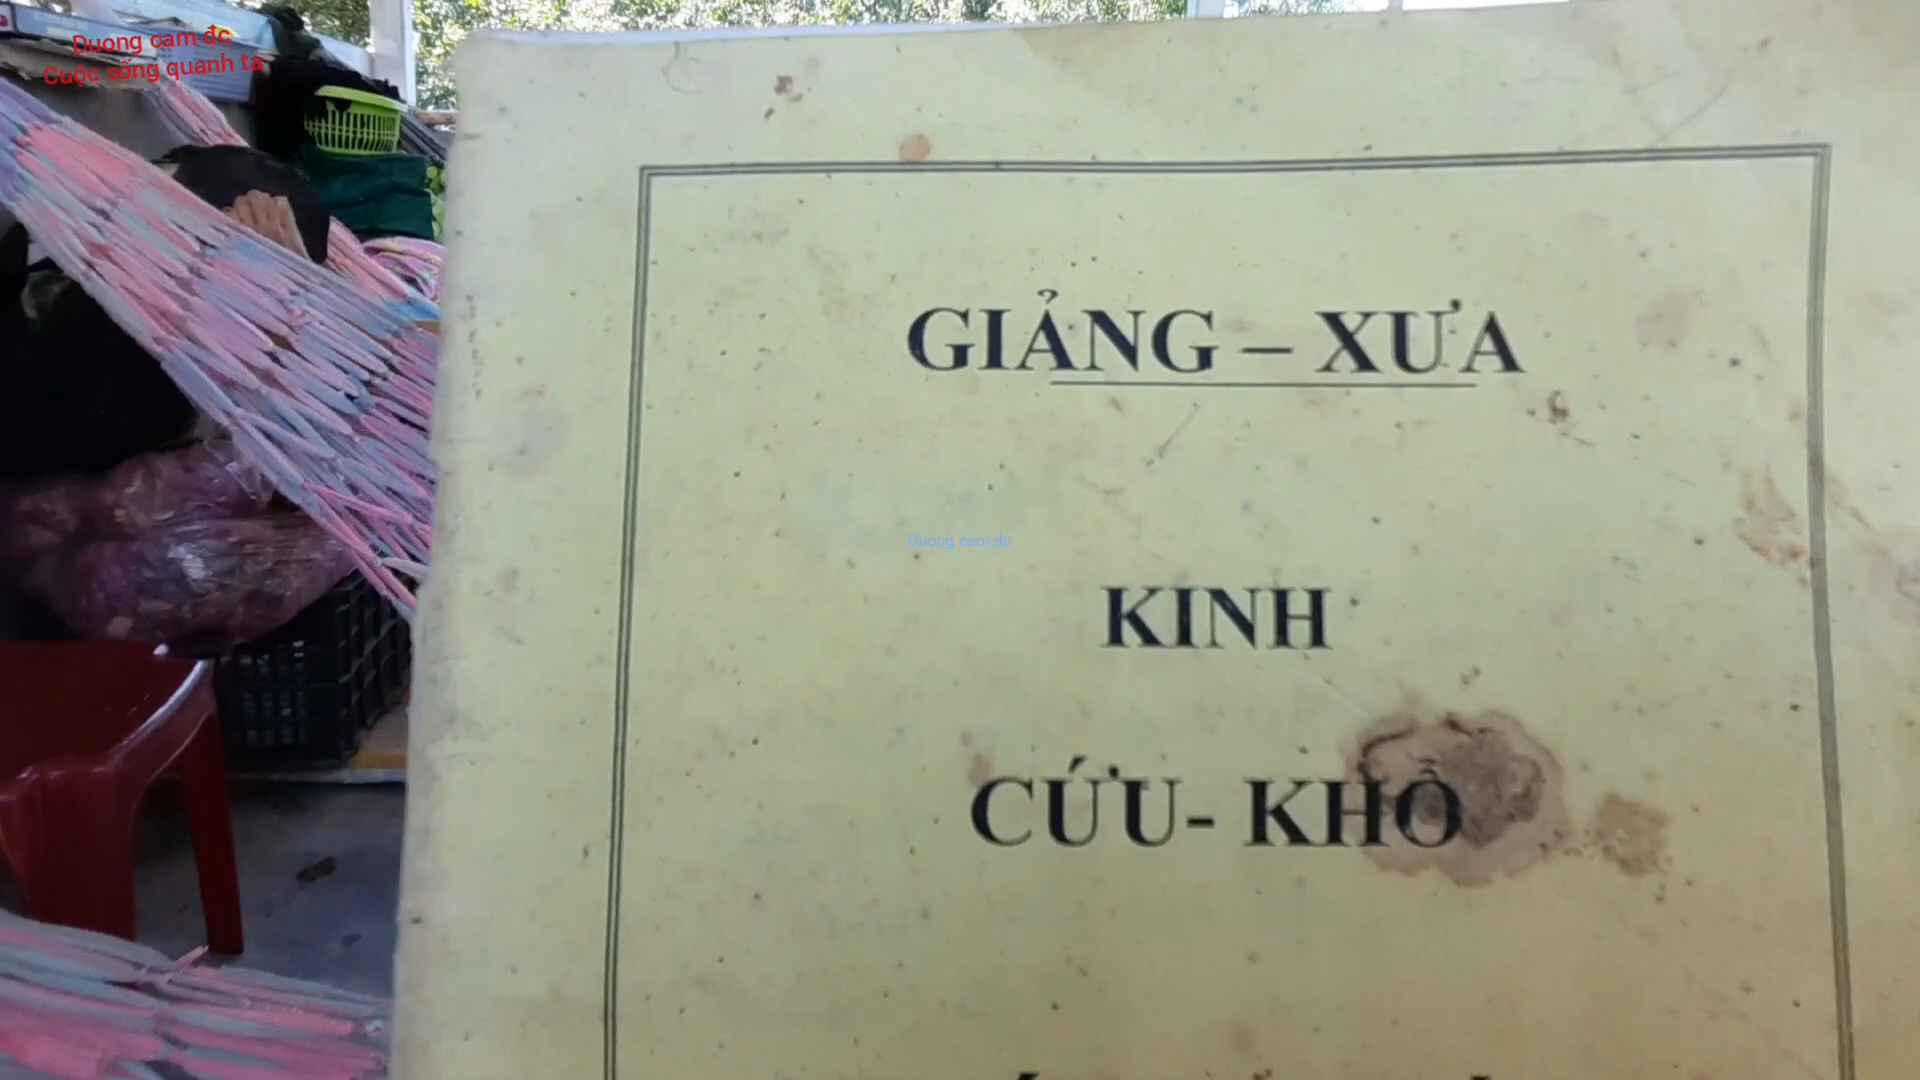 Duong cam đc
Cuộc sống quanh ta
GIẢNG – XƯA
Duong cam đc
KINH
CỨU- KHỔ